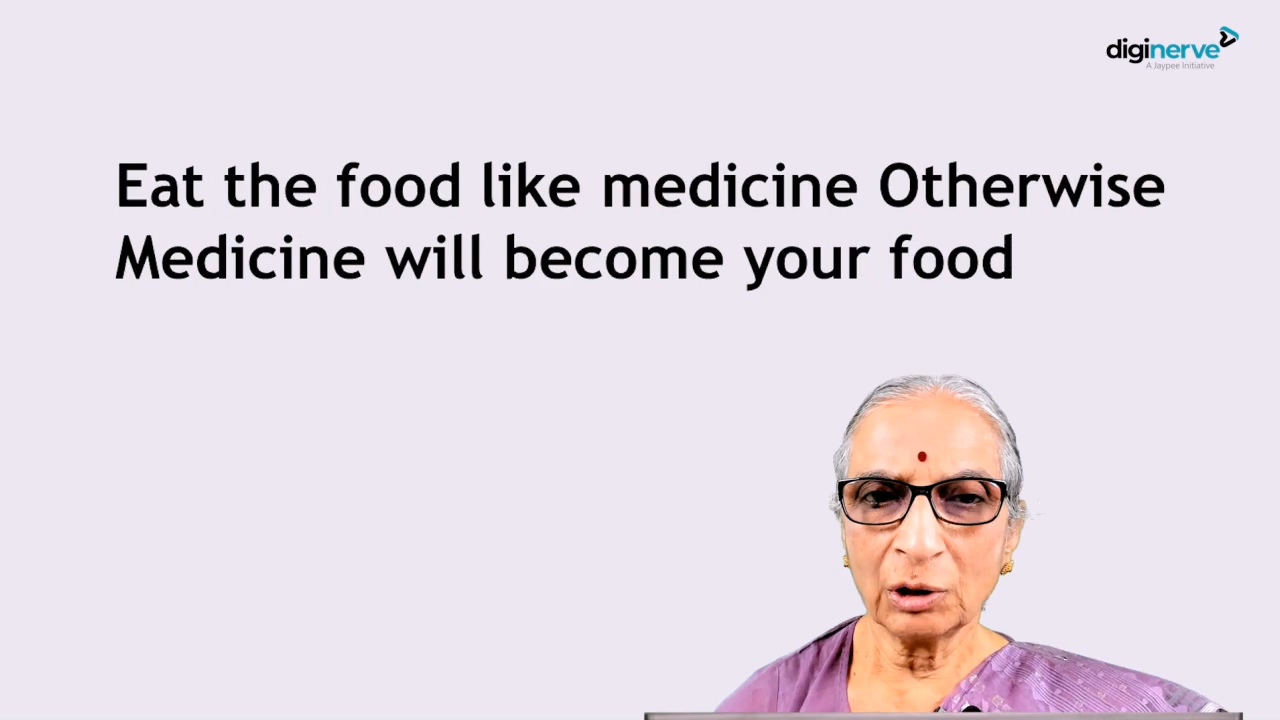 diginerve
A Jaypee Initiative
Eat the food like medicine Otherwise
Medicine will become your food